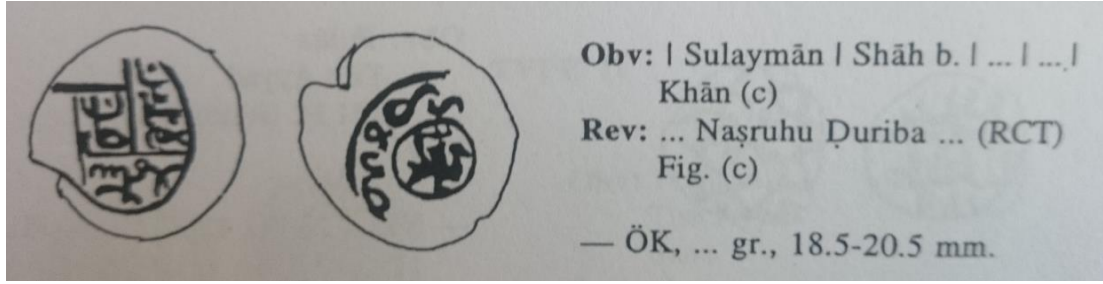 Obv: | Sulaymān | Shāh b. | ... | ... |
Khān (c)
Rev: ... Naṣruhu Ḍuriba ... (RCT)
Fig. (c)
— ÖK, ... gr., 18.5-20.5 mm.